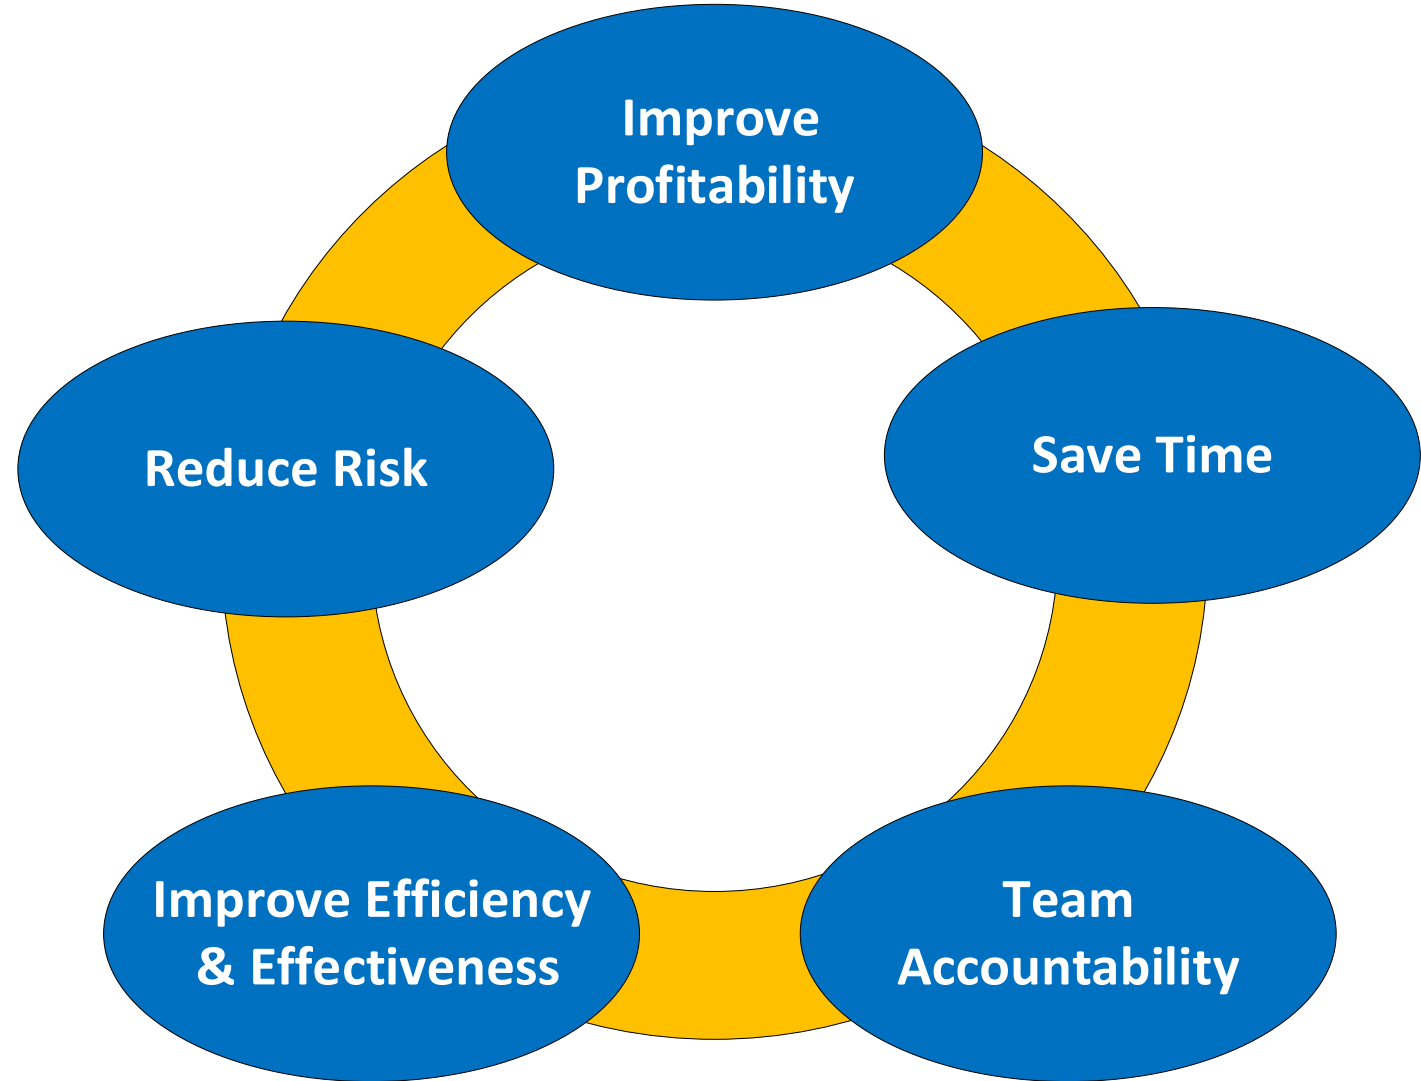 Improve
Profitability
Save Time
Reduce Risk
Improve Efficiency
& Effectiveness
Team
Accountability